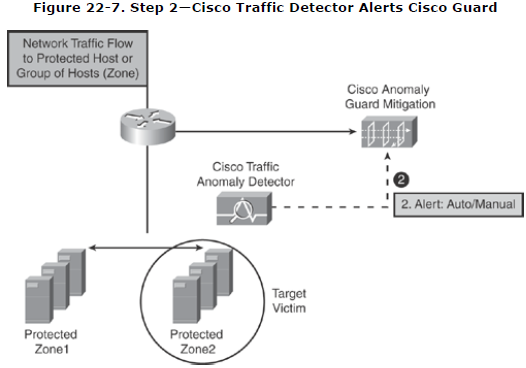 Figure 22-7. Step 2—Cisco Traffic Detector Alerts Cisco Guard
Network Traffic Flow
to Protected Host or
Group of Hosts (Zone)
Cisco Anomaly
Guard Mitigation
Cisco Traffic
Anomaly Detector
2
2. Alert: Auto/Manual
Target
Victim
Protected
Zone1
Protected
Zone2